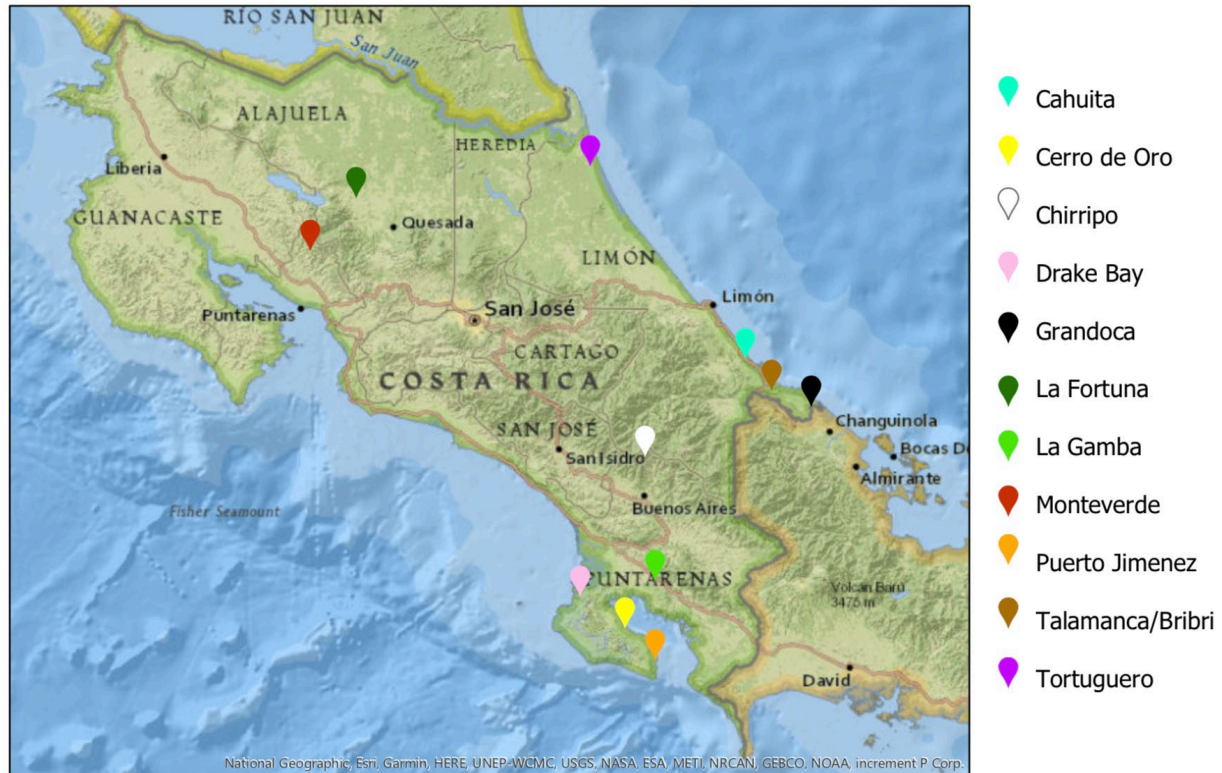 RÍO SAN JUAN
San Juan
ALAJUELA
HEREDIA
Liberia
GUANACASTE
Quesada
LIMÓN
Puntarenas
San José
Limón
CARTAGO
COSTA RICA
SAN JOSÉ
San Isidro
Changuinola
Bocas De
Almirante
Buenos Aires
Fisher Seamount
PUNTARENAS
Volcán Barú
3475 m
David
National Geographic, Esri, Garmin, HERE, UNEP-WCMC, USGS, NASA, ESA, METI, NRCAN, GEBCO, NOAA, increment P Corp.
Cahuita
Cerro de Oro
Chirripo
Drake Bay
Grandoca
La Fortuna
La Gamba
Monteverde
Puerto Jimenez
Talamanca/Bribri
Tortuguero